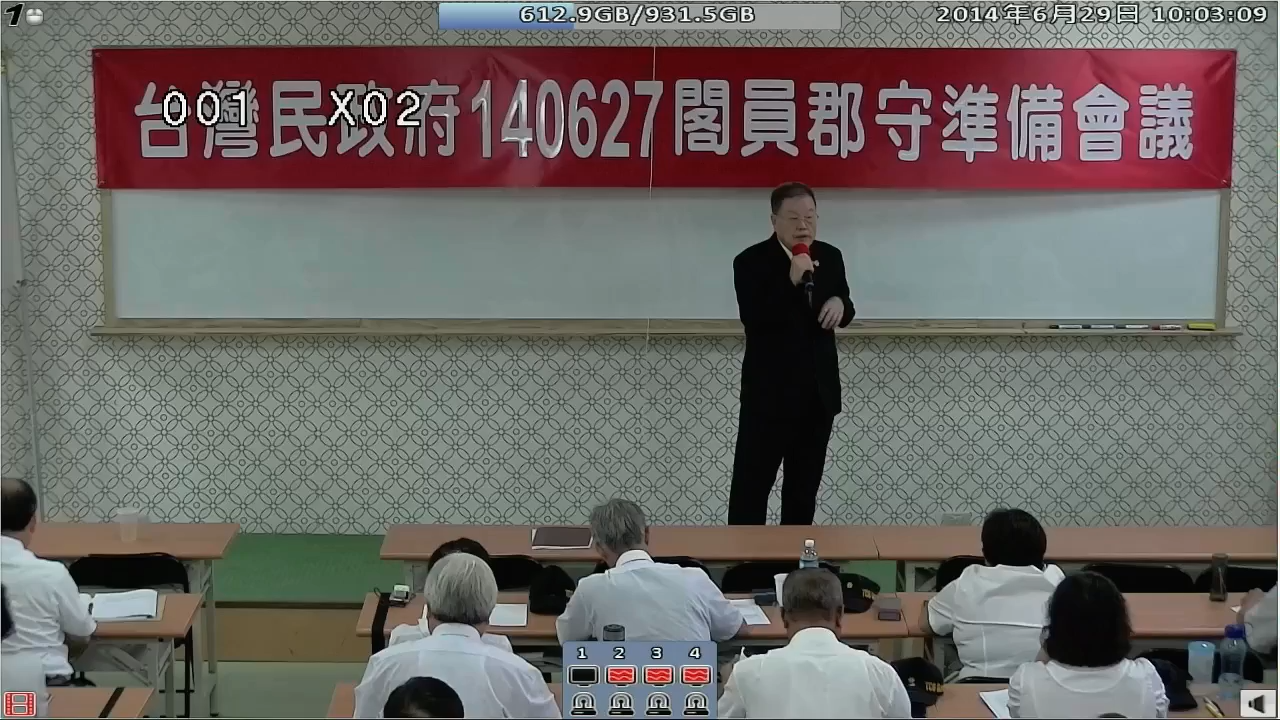 1
612.9GB/931.5GB
2014年6月29日 10:03:09
台灣民政府140627閣員郡守準備會議
001 X02
1 2 3 4